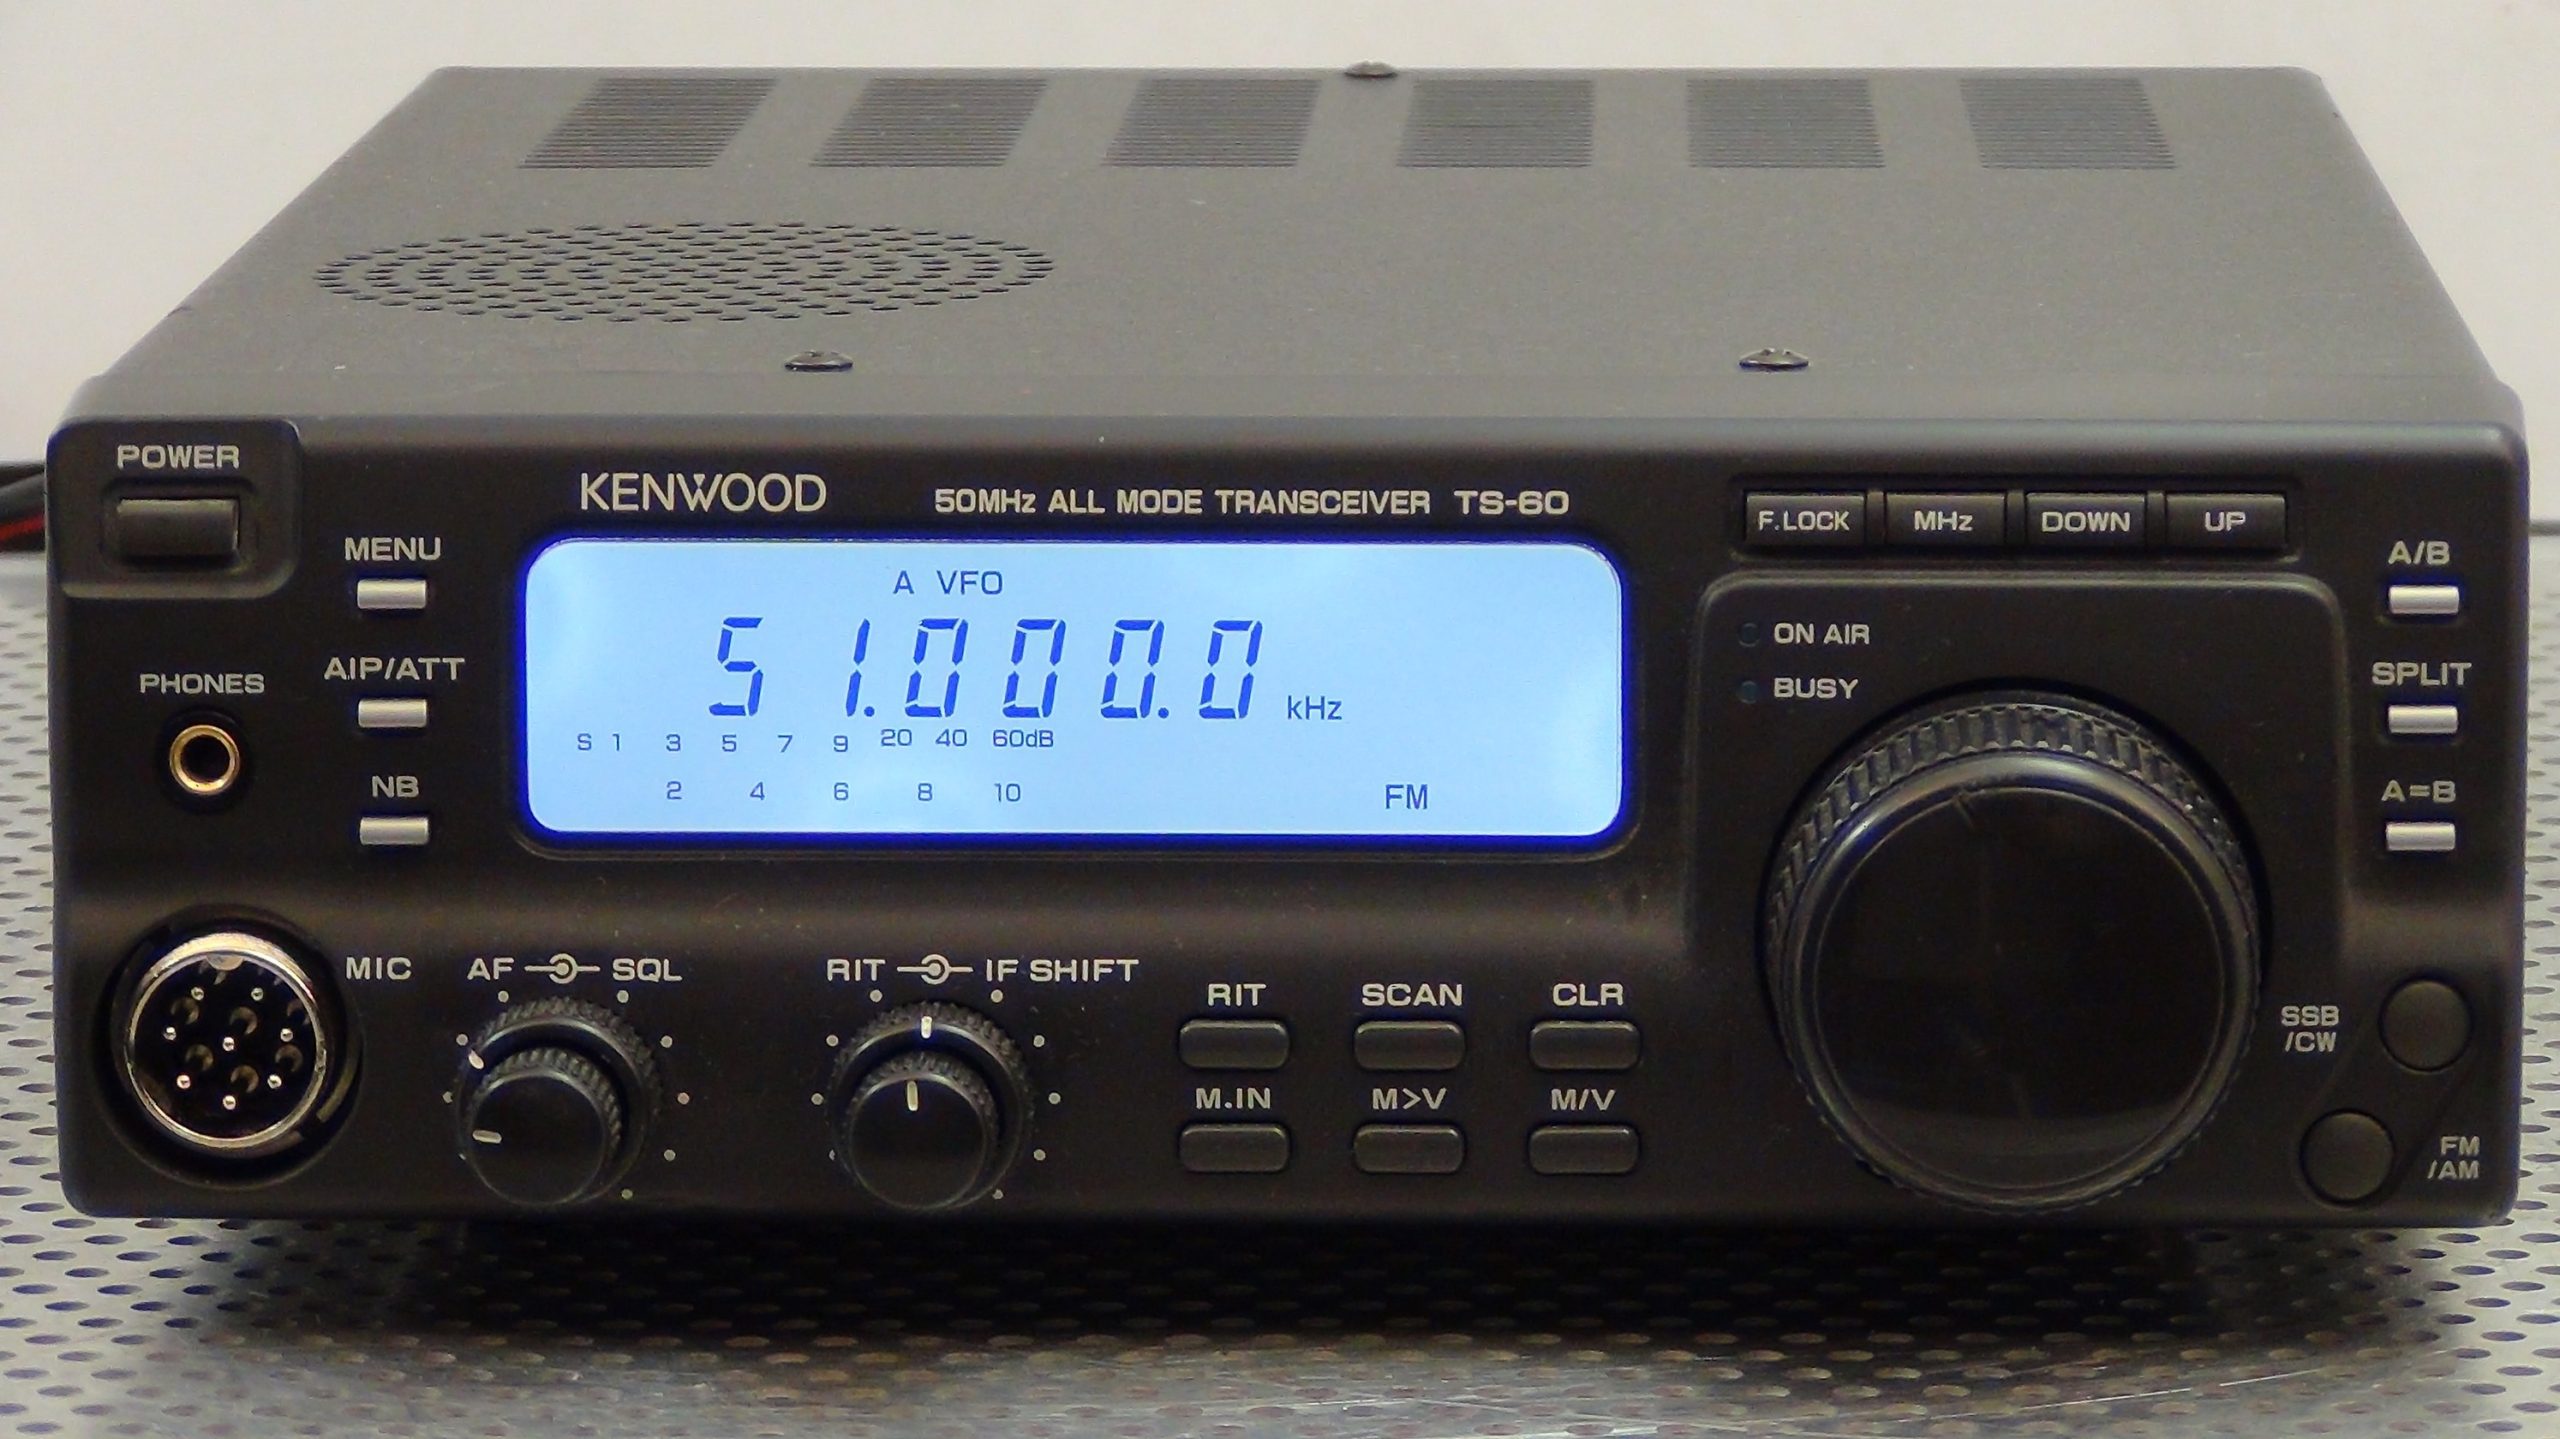 POWER
KENWOOD 50MHz ALL MODE TRANSCEIVER TS-60
F.LOCK MHz DOWN UP
MENU
A/B
A VFO
ON AIR
51.000.0 kHz
AIP/ATT
SPLIT
PHONES
BUSY
S 1 3 5 7 9 20 40 60dB
NB
2 4 6 8 10
FM
A=B
MIC
AF SQL
RIT IF SHIFT
RIT SCAN CLR
SSB
/CW
M.IN M>V M/V
FM
/AM